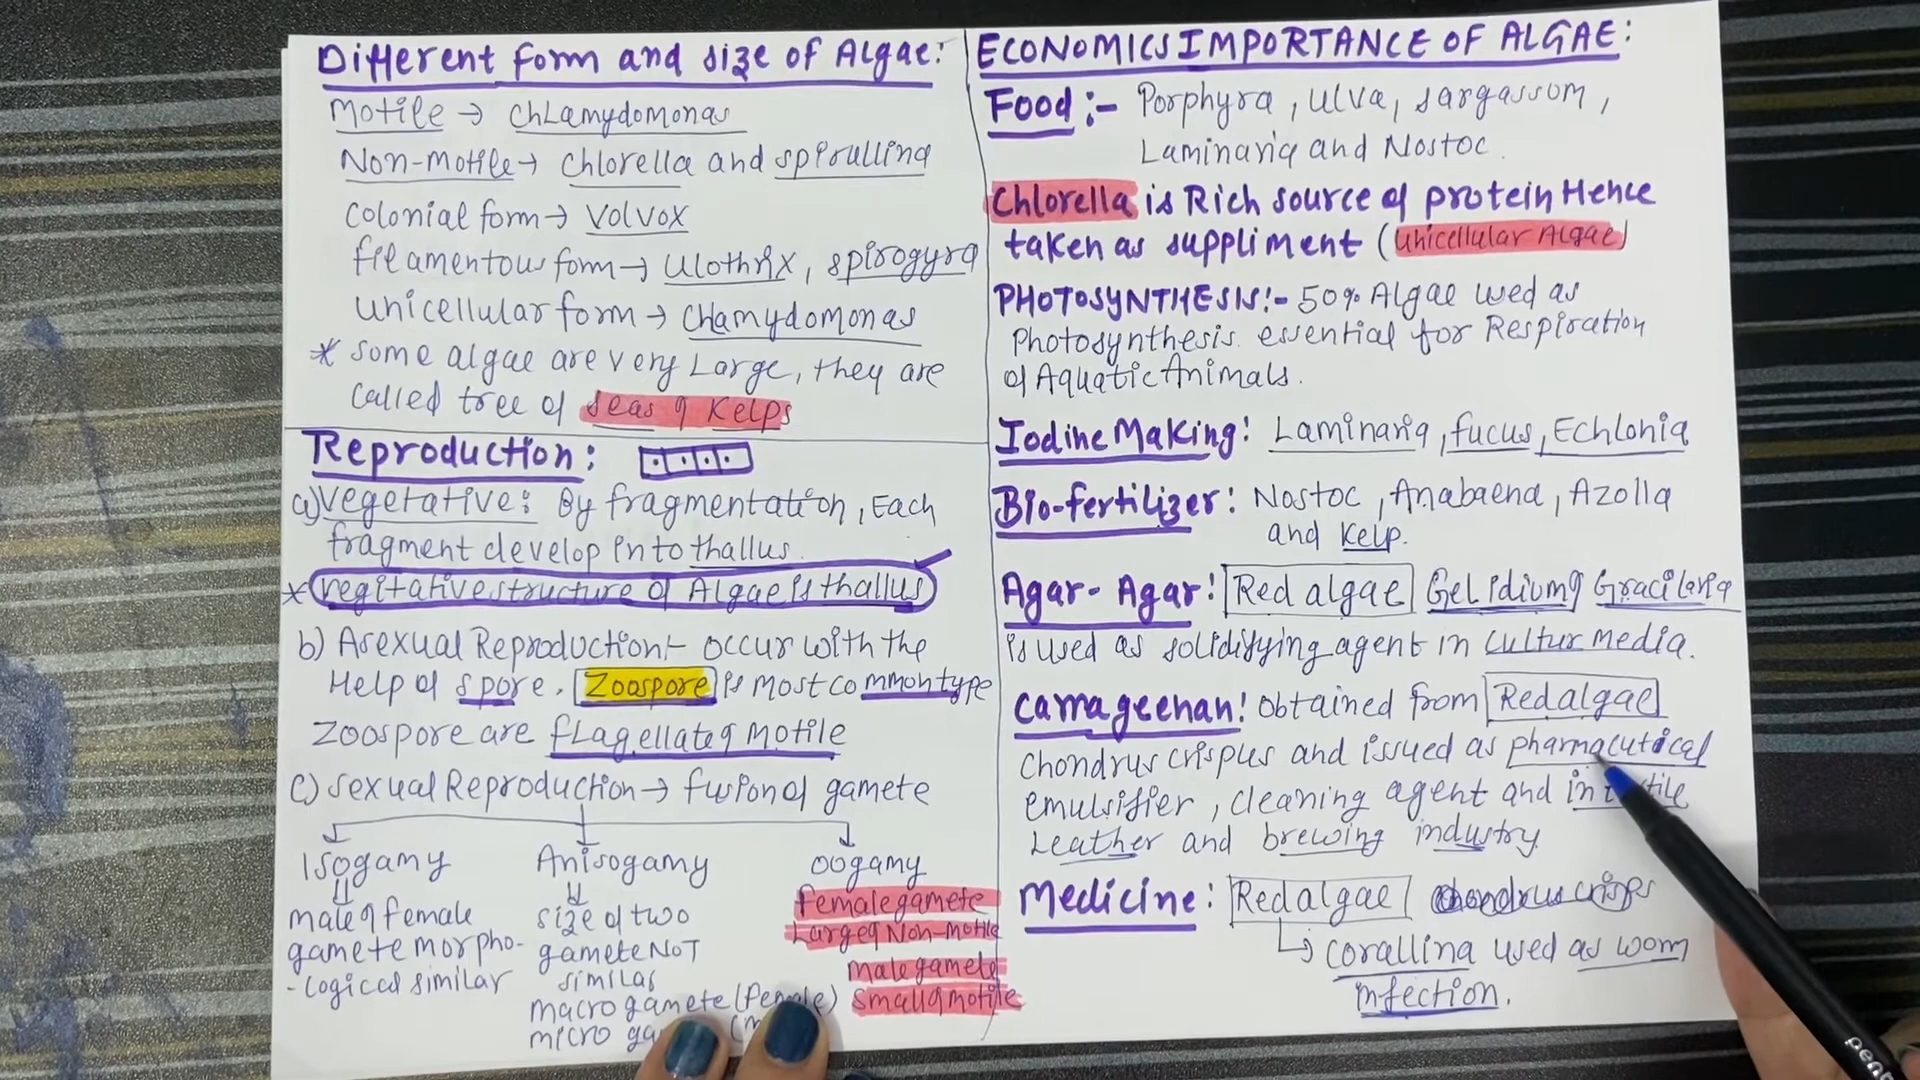 Different form and size of Algae:
Motile → Chlamydomonas
Non-motile → Chlorella and spirullina
Colonial form → Volvox
filamentous form → Ulothrix, spirogyra
Unicellular form → Chamydomonas
* Some algae are very Large, they are
Called tree of Seas q Kelps
Reproduction:
a) Vegetative: By fragmentation, Each
fragment develop into thallus.
* vegitative structure of Algae is thallus
b) Asexual Reproduction:- occur with the
Help of spore. Zoospore is most common type
Zoospore are flagellate q motile
c) Sexual Reproduction → fusion of gamete
Isogamy
male q female
gamete morpho-
-logical similar
Anisogamy
size of two
gamete NOT
similar
macro gamete (female)
micro ga
oogamy
Female gamete
Large q Non-motile
male gamete
small q motile
ECONOMICS IMPORTANCE OF ALGAE:
Food:- Porphyra, Ulva, Sargassum,
Laminaria and Nostoc.
Chlorella is Rich source of protein Hence
taken as suppliment (Unicellular Algae)
PHOTOSYNTHESIS:- 50% Algae used as
Photosynthesis. essential for Respiration
of Aquatic Animals.
Iodine Making: Laminaria, fucus, Echlonia
Bio-fertilizer: Nostoc, Anabaena, Azolla
and Kelp.
Agar-Agar: Red algae Gelidium q Gracilaria
is used as solidifying agent in cultur media.
Carrageenan: obtained from Red algae
Chondrus crispus and issued as pharmacutical
emulsifier, cleaning agent and in
Leather and brewing industry.
Medicine: Red algae
Corallina used as worm
infection.